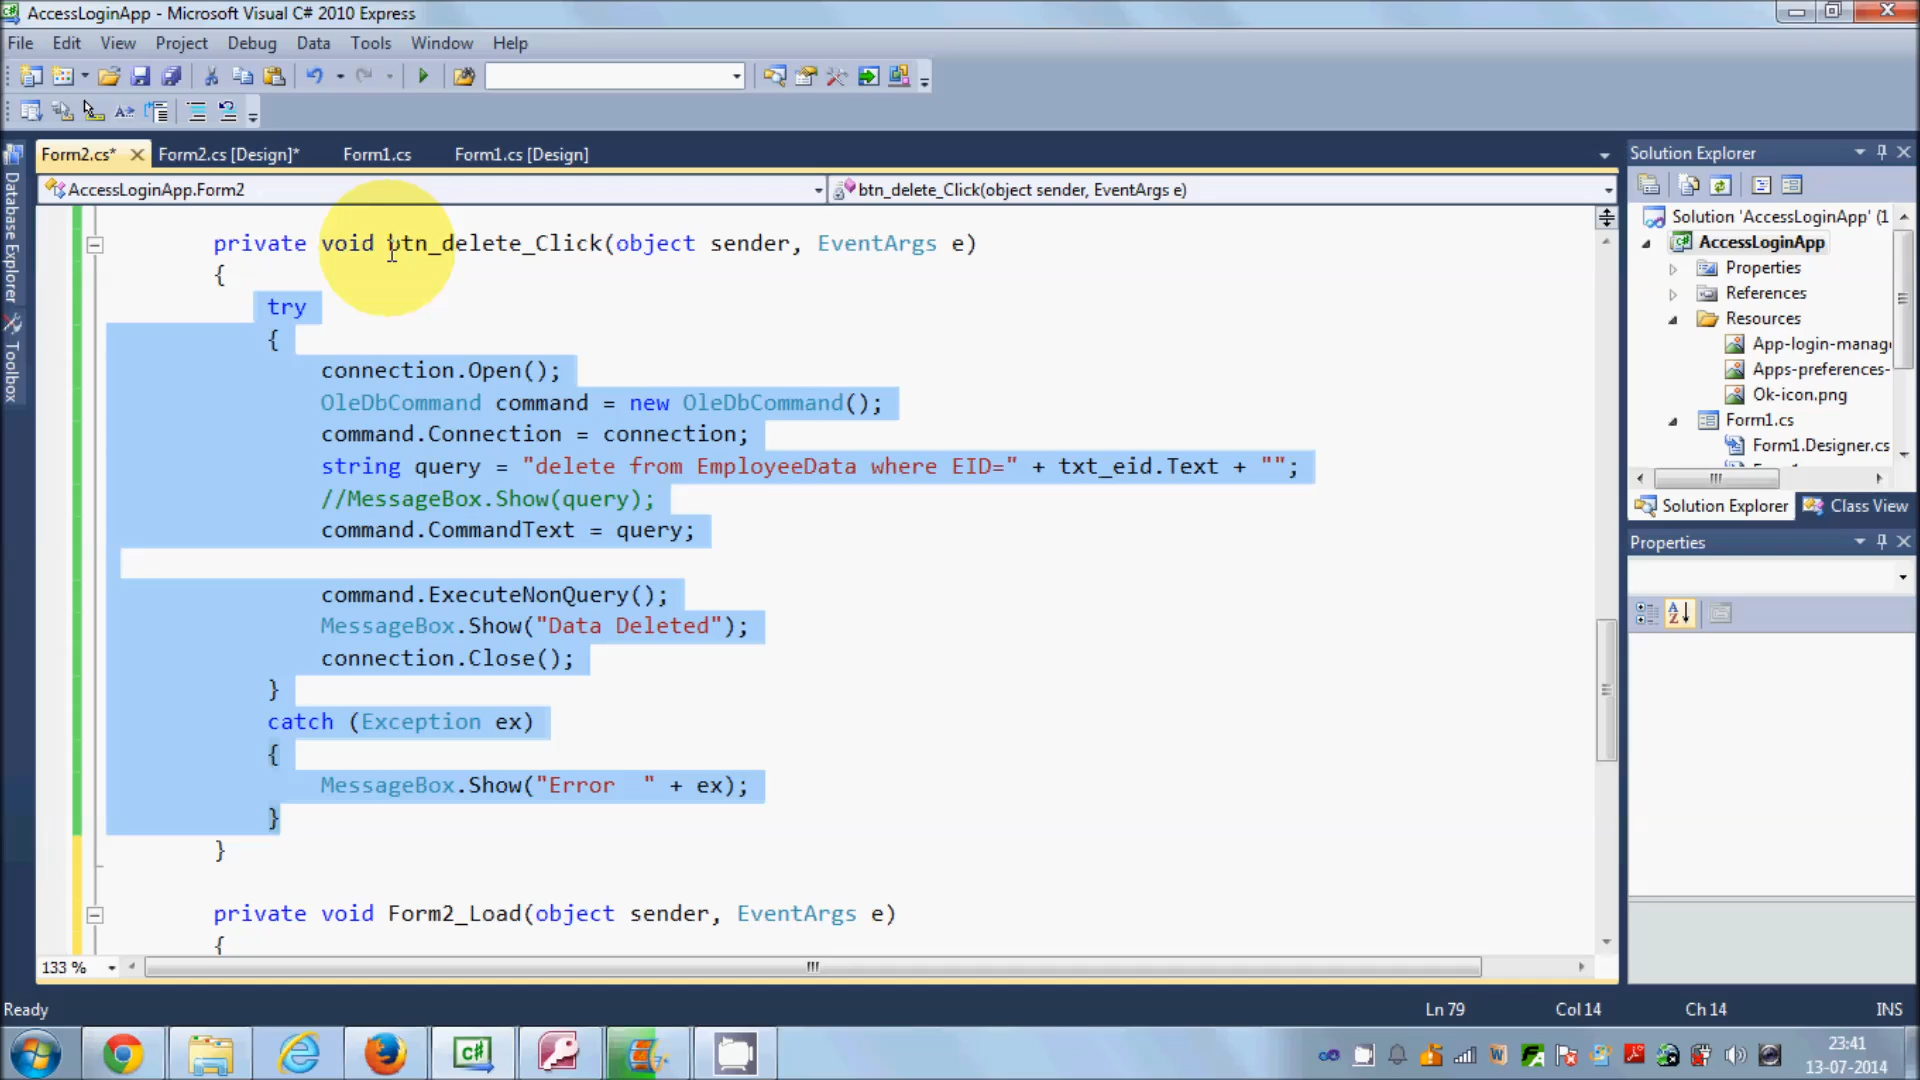 AccessLoginApp - Microsoft Visual C# 2010 Express
File Edit View Project Debug Data Tools Window Help
Form2.cs* Form2.cs [Design]* Form1.cs Form1.cs [Design]
AccessLoginApp.Form2 btn_delete_Click(object sender, EventArgs e)
Database Explorer
Toolbox
private void btn_delete_Click(object sender, EventArgs e)
{
try
{
connection.Open();
OleDbCommand command = new OleDbCommand();
command.Connection = connection;
string query = "delete from EmployeeData where EID=" + txt_eid.Text + "";
//MessageBox.Show(query);
command.CommandText = query;
command.ExecuteNonQuery();
MessageBox.Show("Data Deleted");
connection.Close();
}
catch (Exception ex)
{
MessageBox.Show("Error  " + ex);
}
}
private void Form2_Load(object sender, EventArgs e)
{
133 %
Solution Explorer
Solution 'AccessLoginApp' (1
AccessLoginApp
Properties
References
Resources
App-login-manag
Apps-preferences-
Ok-icon.png
Form1.cs
Form1.Designer.cs
Solution Explorer Class View
Properties
Ready Ln 79 Col 14 Ch 14 INS
23:41
13-07-2014